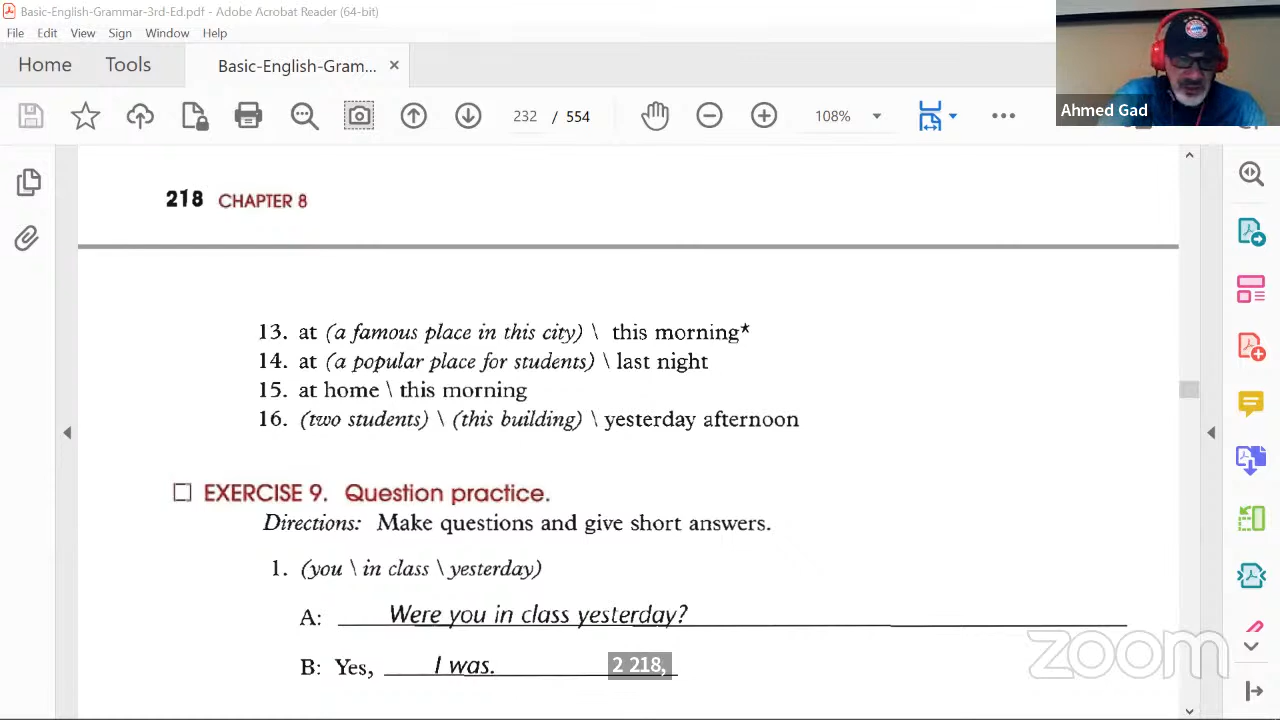 Basic-English-Grammar-3rd-Ed.pdf - Adobe Acrobat Reader (64-bit)
File Edit View Sign Window Help
Home Tools Basic-English-Gram... ×
232 / 554 108%
Ahmed Gad
218 CHAPTER 8
13. at (a famous place in this city) \ this morning*
14. at (a popular place for students) \ last night
15. at home \ this morning
16. (two students) \ (this building) \ yesterday afternoon
EXERCISE 9. Question practice.
Directions: Make questions and give short answers.
1. (you \ in class \ yesterday)
A: Were you in class yesterday?
B: Yes, I was.
2 218,
zoom